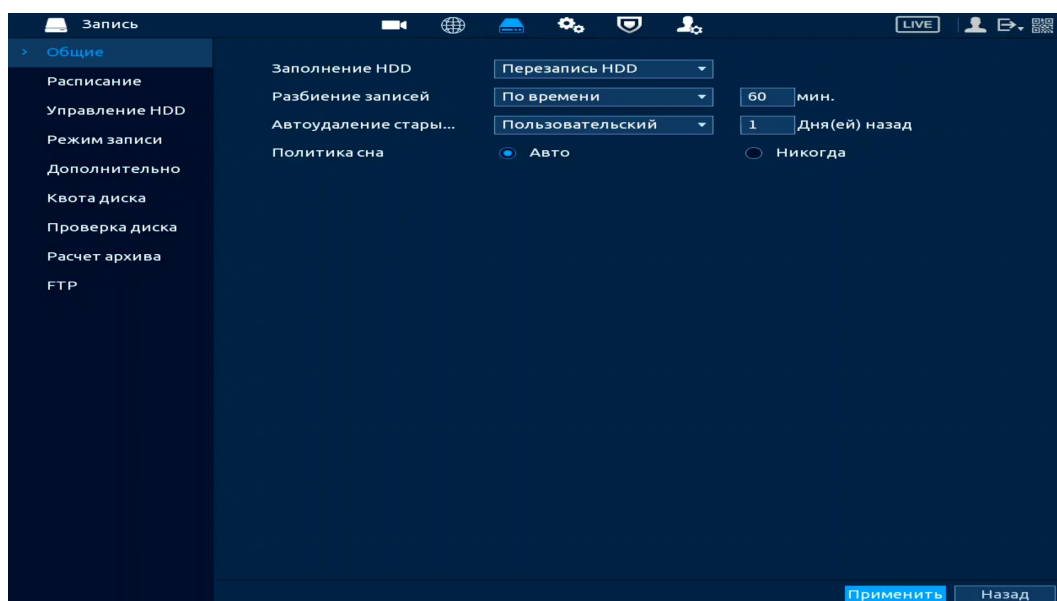 Запись
LIVE
Общие
Расписание
Управление HDD
Режим записи
Дополнительно
Квота диска
Проверка диска
Расчет архива
FTP
Заполнение HDD Перезапись HDD
Разбиение записей По времени 60 мин.
Автоудаление стары... Пользовательский 1 Дня(ей) назад
Политика сна Авто Никогда
Применить Назад